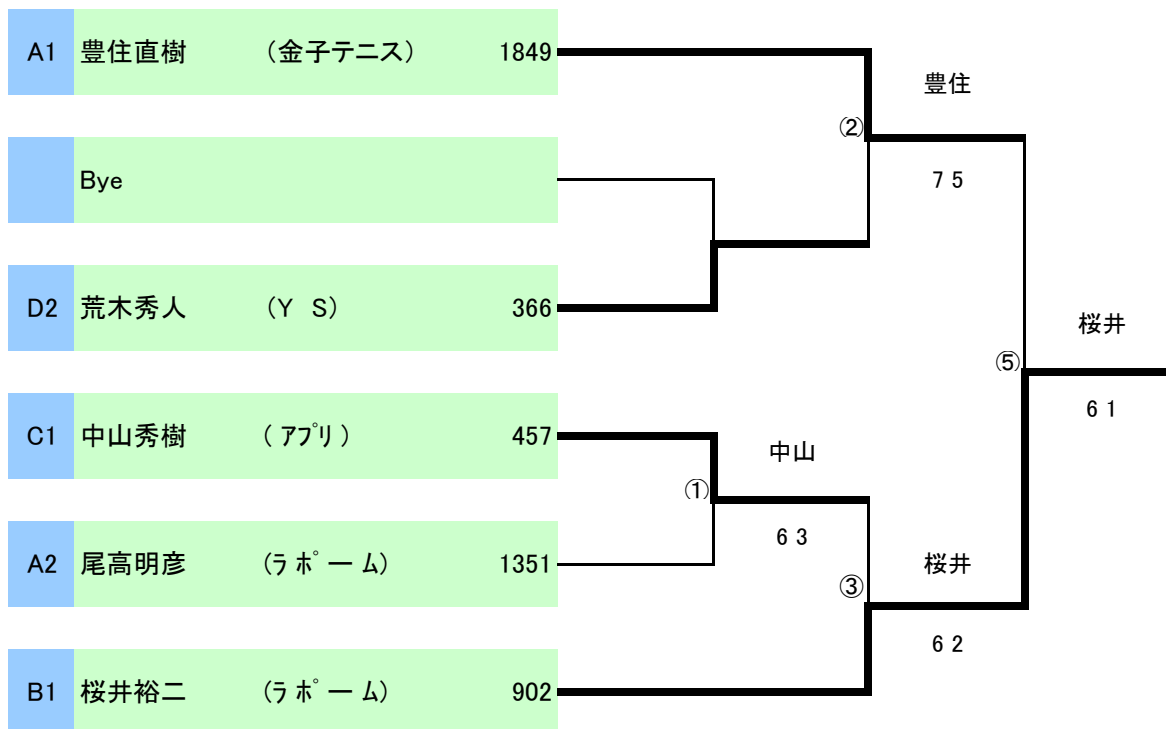 A1 豊住直樹 (金子テニス) 1849
豊住
②
Bye
7 5
D2 荒木秀人 (Y S) 366
桜井
⑤
6 1
C1 中山秀樹 (ｱﾌﾟﾘ) 457
中山
①
6 3
A2 尾高明彦 (ラポーム) 1351
桜井
③
6 2
B1 桜井裕二 (ラポーム) 902